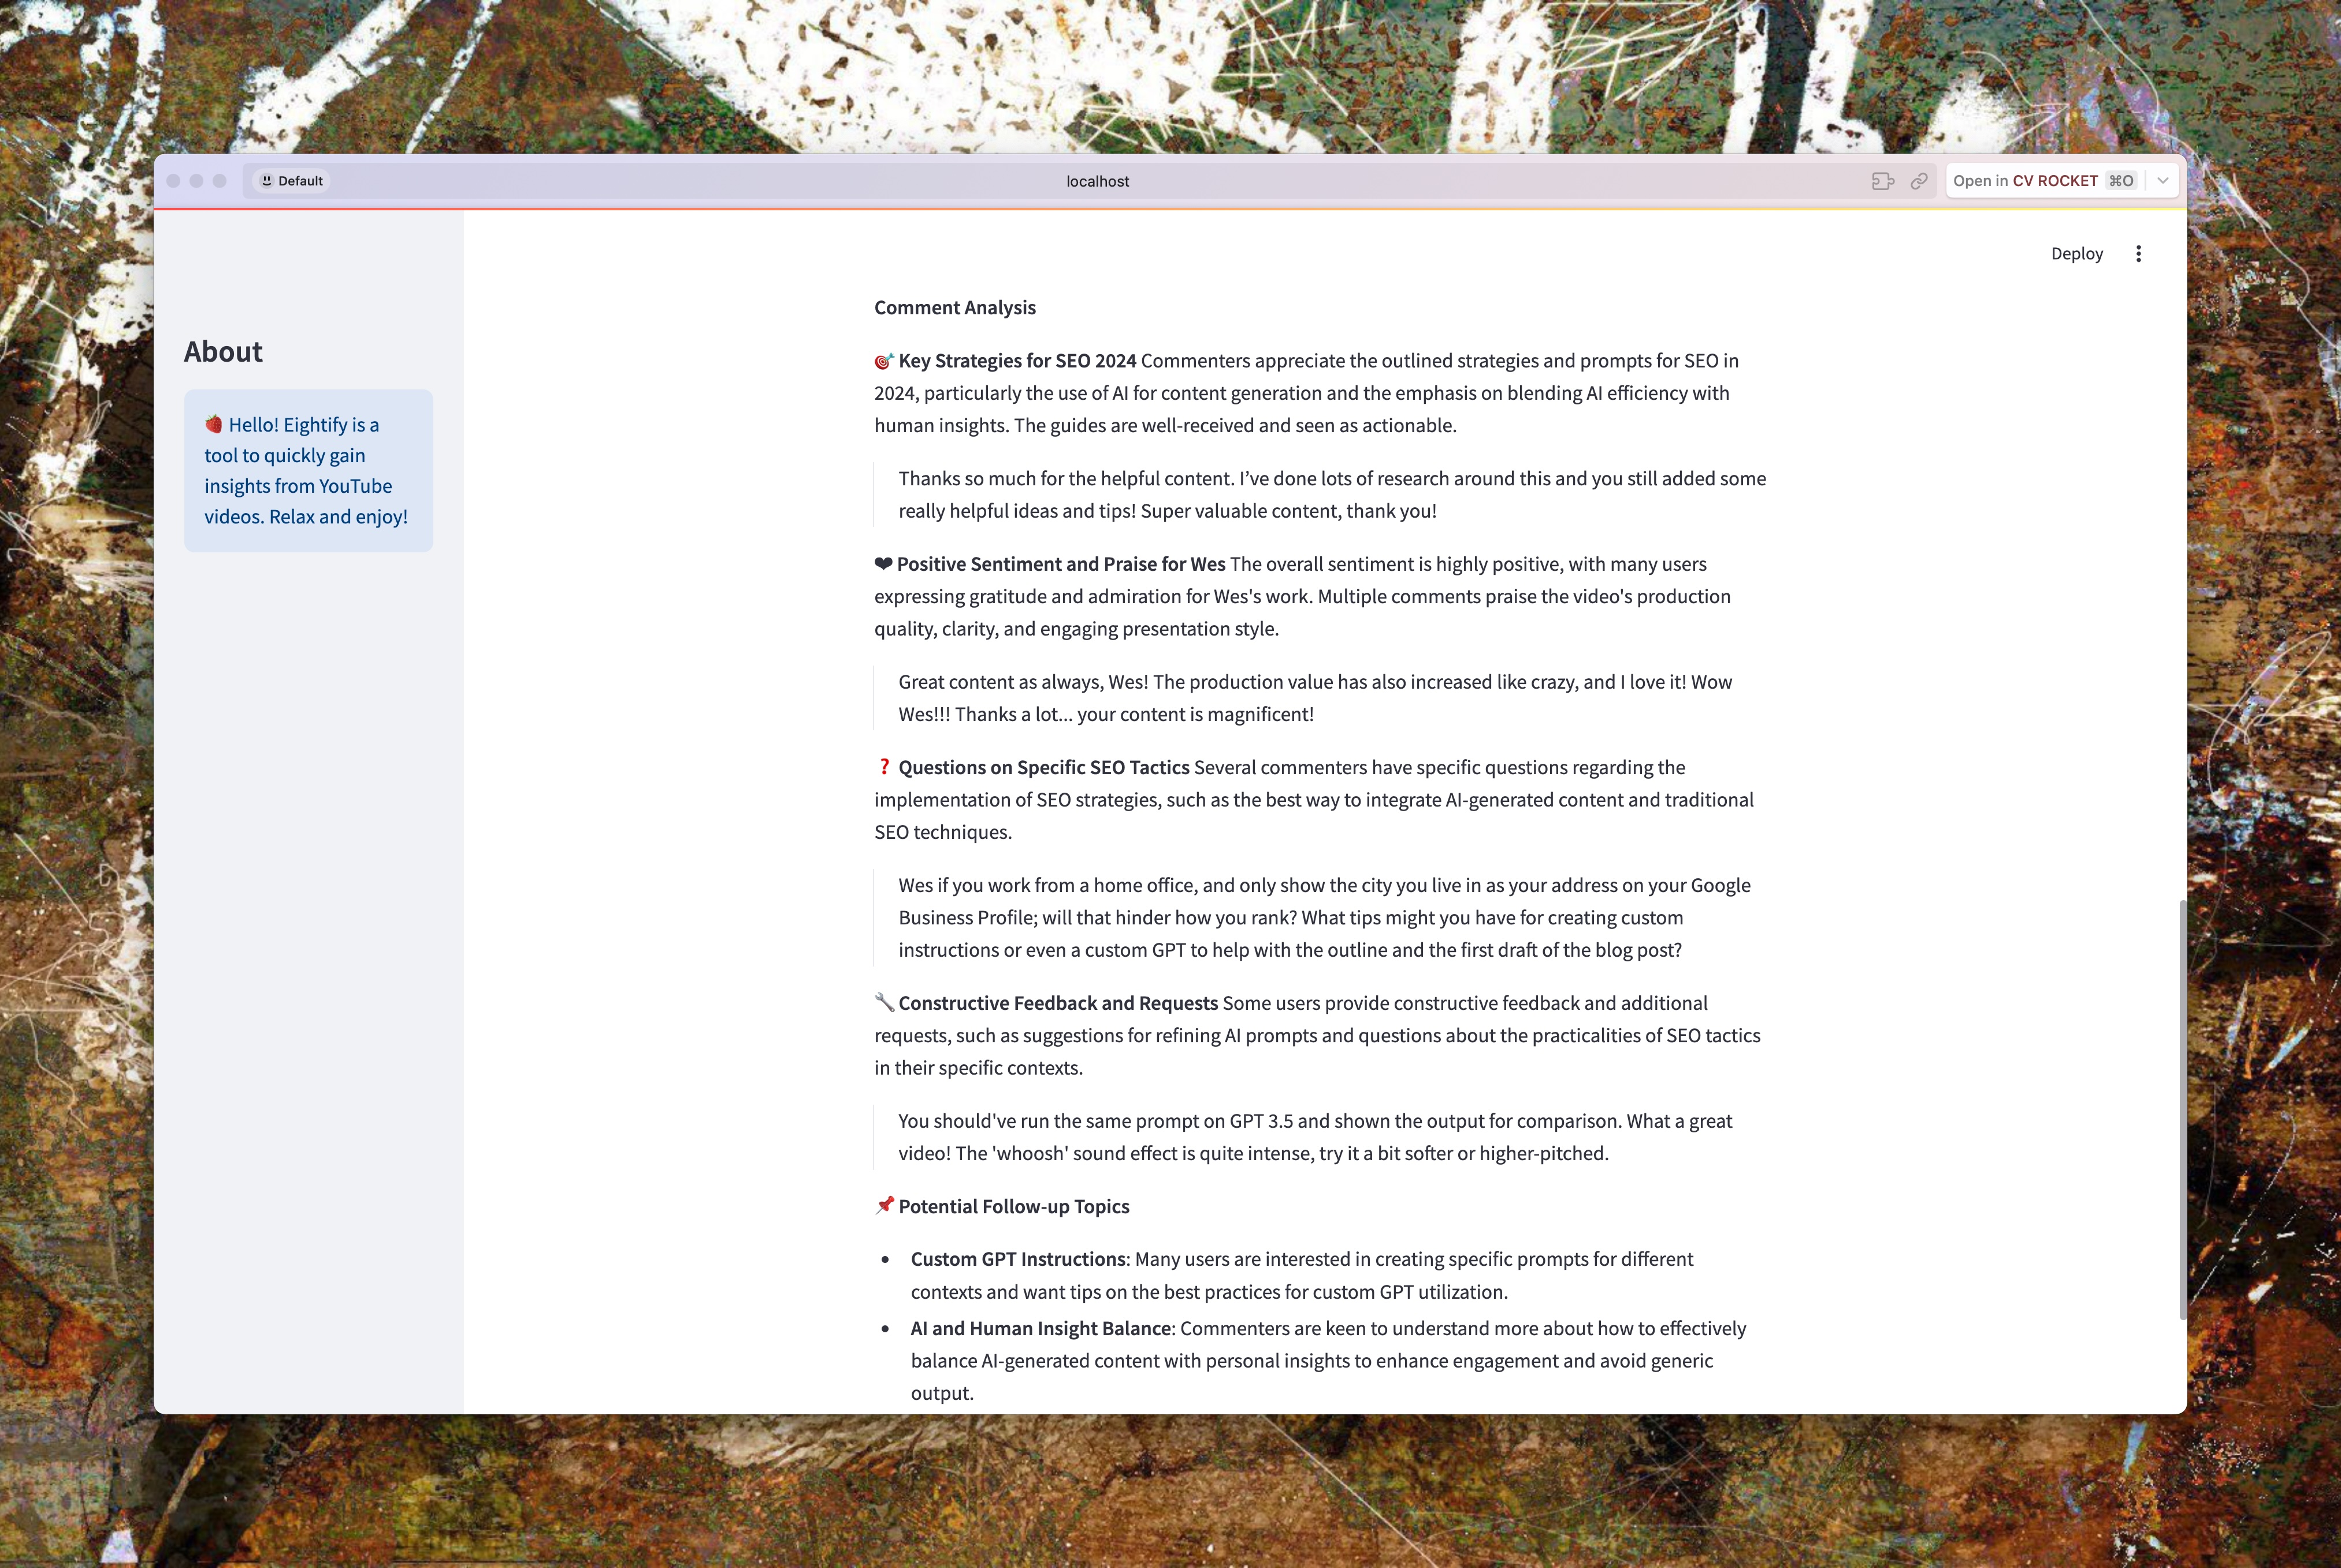 Default
localhost
Open in CV ROCKET ⌘O
Deploy
About
🍓 Hello! Eightify is a
tool to quickly gain
insights from YouTube
videos. Relax and enjoy!
Comment Analysis
🎯 Key Strategies for SEO 2024 Commenters appreciate the outlined strategies and prompts for SEO in
2024, particularly the use of AI for content generation and the emphasis on blending AI efficiency with
human insights. The guides are well-received and seen as actionable.
Thanks so much for the helpful content. I’ve done lots of research around this and you still added some
really helpful ideas and tips! Super valuable content, thank you!
❤ Positive Sentiment and Praise for Wes The overall sentiment is highly positive, with many users
expressing gratitude and admiration for Wes's work. Multiple comments praise the video's production
quality, clarity, and engaging presentation style.
Great content as always, Wes! The production value has also increased like crazy, and I love it! Wow
Wes!!! Thanks a lot... your content is magnificent!
❓ Questions on Specific SEO Tactics Several commenters have specific questions regarding the
implementation of SEO strategies, such as the best way to integrate AI-generated content and traditional
SEO techniques.
Wes if you work from a home office, and only show the city you live in as your address on your Google
Business Profile; will that hinder how you rank? What tips might you have for creating custom
instructions or even a custom GPT to help with the outline and the first draft of the blog post?
🔧 Constructive Feedback and Requests Some users provide constructive feedback and additional
requests, such as suggestions for refining AI prompts and questions about the practicalities of SEO tactics
in their specific contexts.
You should've run the same prompt on GPT 3.5 and shown the output for comparison. What a great
video! The 'whoosh' sound effect is quite intense, try it a bit softer or higher-pitched.
📌 Potential Follow-up Topics
• Custom GPT Instructions: Many users are interested in creating specific prompts for different
contexts and want tips on the best practices for custom GPT utilization.
• AI and Human Insight Balance: Commenters are keen to understand more about how to effectively
balance AI-generated content with personal insights to enhance engagement and avoid generic
output.